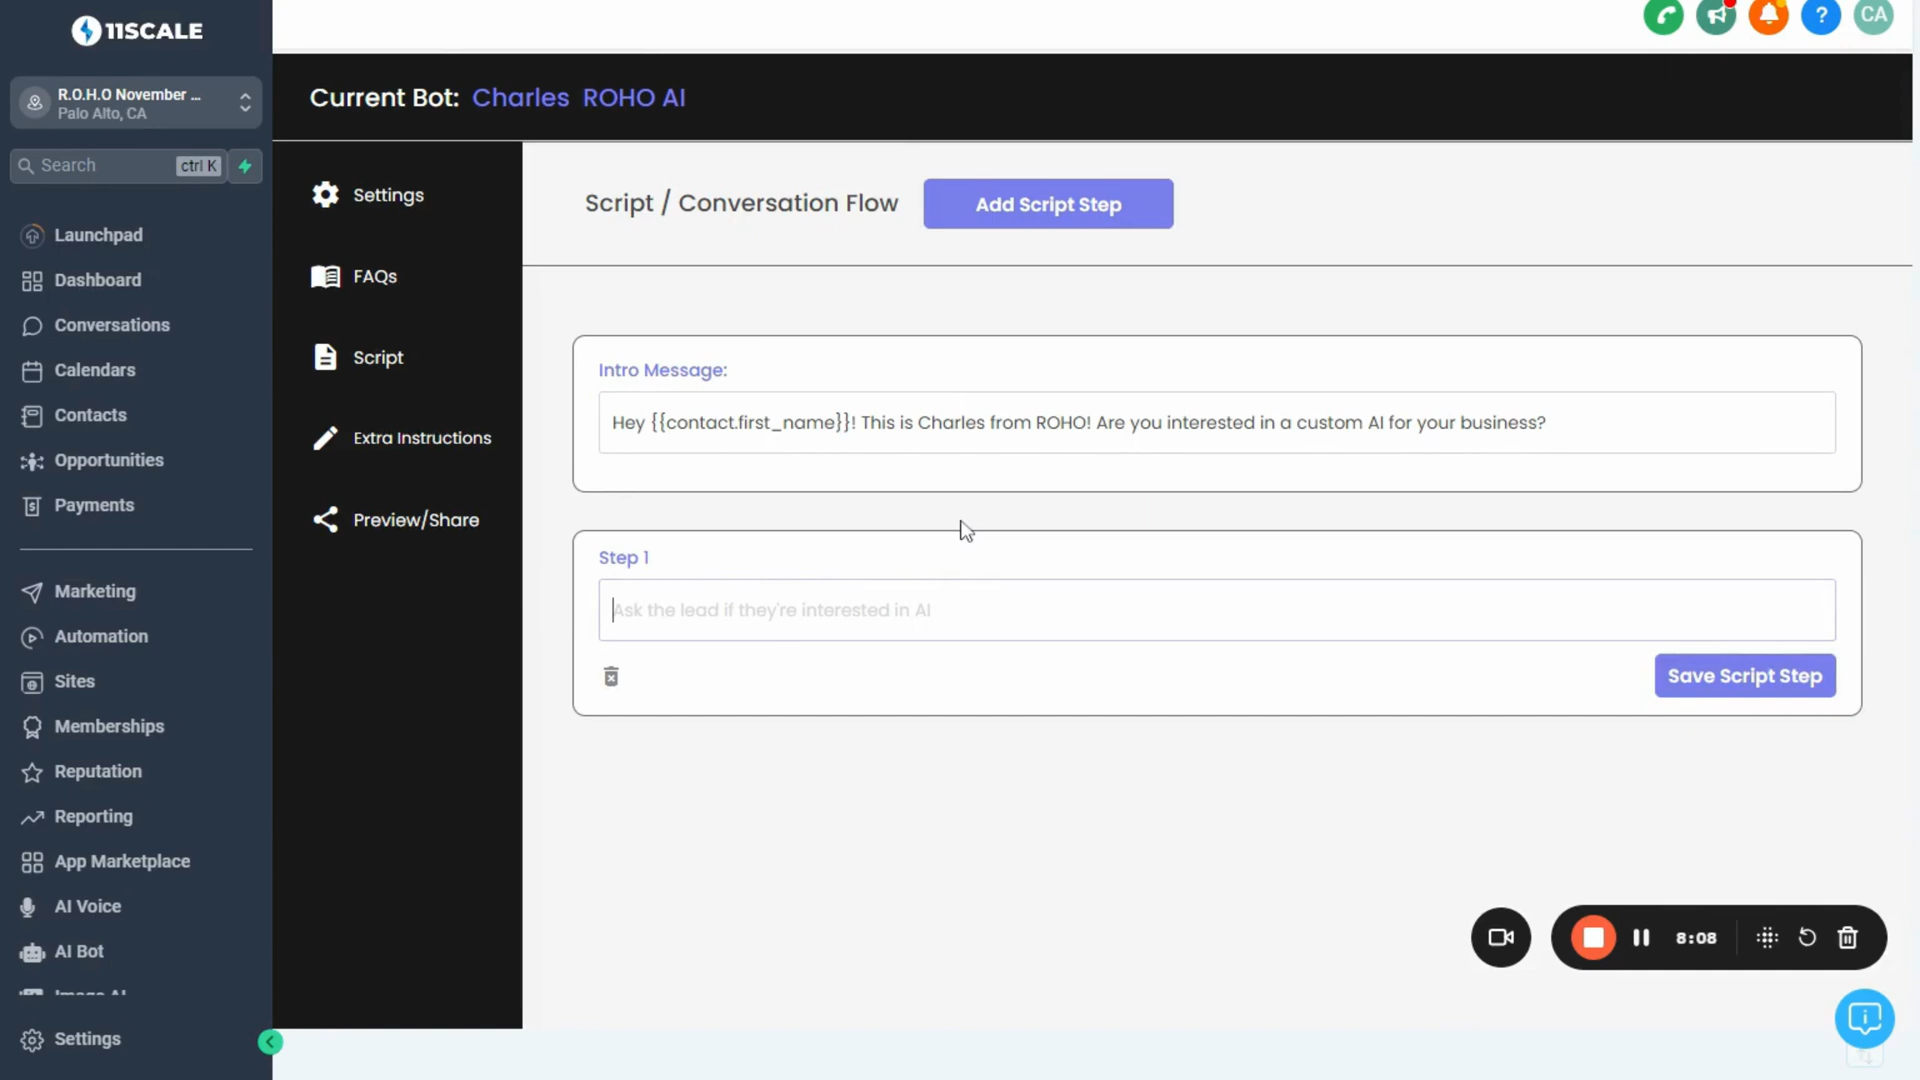 11SCALE
R.O.H.O November ...
Palo Alto, CA
Search
ctrl K
Launchpad
Dashboard
Conversations
Calendars
Contacts
Opportunities
Payments
Marketing
Automation
Sites
Memberships
Reputation
Reporting
App Marketplace
AI Voice
AI Bot
Image AI
Settings
?
CA
Current Bot: Charles ROHO AI
Settings
FAQs
Script
Extra Instructions
Preview/Share
Script / Conversation Flow
Add Script Step
Intro Message:
Hey {{contact.first_name}}! This is Charles from ROHO! Are you interested in a custom AI for your business?
Step 1
Ask the lead if they're interested in AI
Save Script Step
8:08